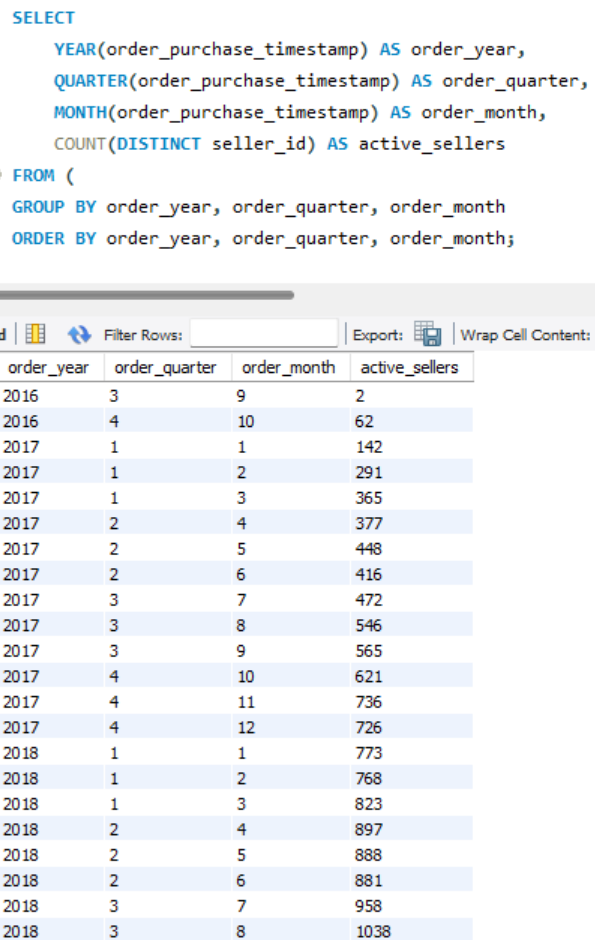 SELECT
YEAR(order_purchase_timestamp) AS order_year,
QUARTER(order_purchase_timestamp) AS order_quarter,
MONTH(order_purchase_timestamp) AS order_month,
COUNT(DISTINCT seller_id) AS active_sellers
FROM (
GROUP BY order_year, order_quarter, order_month
ORDER BY order_year, order_quarter, order_month;
d Filter Rows: Export: Wrap Cell Content:
order_year order_quarter order_month active_sellers
2016 3 9 2
2016 4 10 62
2017 1 1 142
2017 1 2 291
2017 1 3 365
2017 2 4 377
2017 2 5 448
2017 2 6 416
2017 3 7 472
2017 3 8 546
2017 3 9 565
2017 4 10 621
2017 4 11 736
2017 4 12 726
2018 1 1 773
2018 1 2 768
2018 1 3 823
2018 2 4 897
2018 2 5 888
2018 2 6 881
2018 3 7 958
2018 3 8 1038